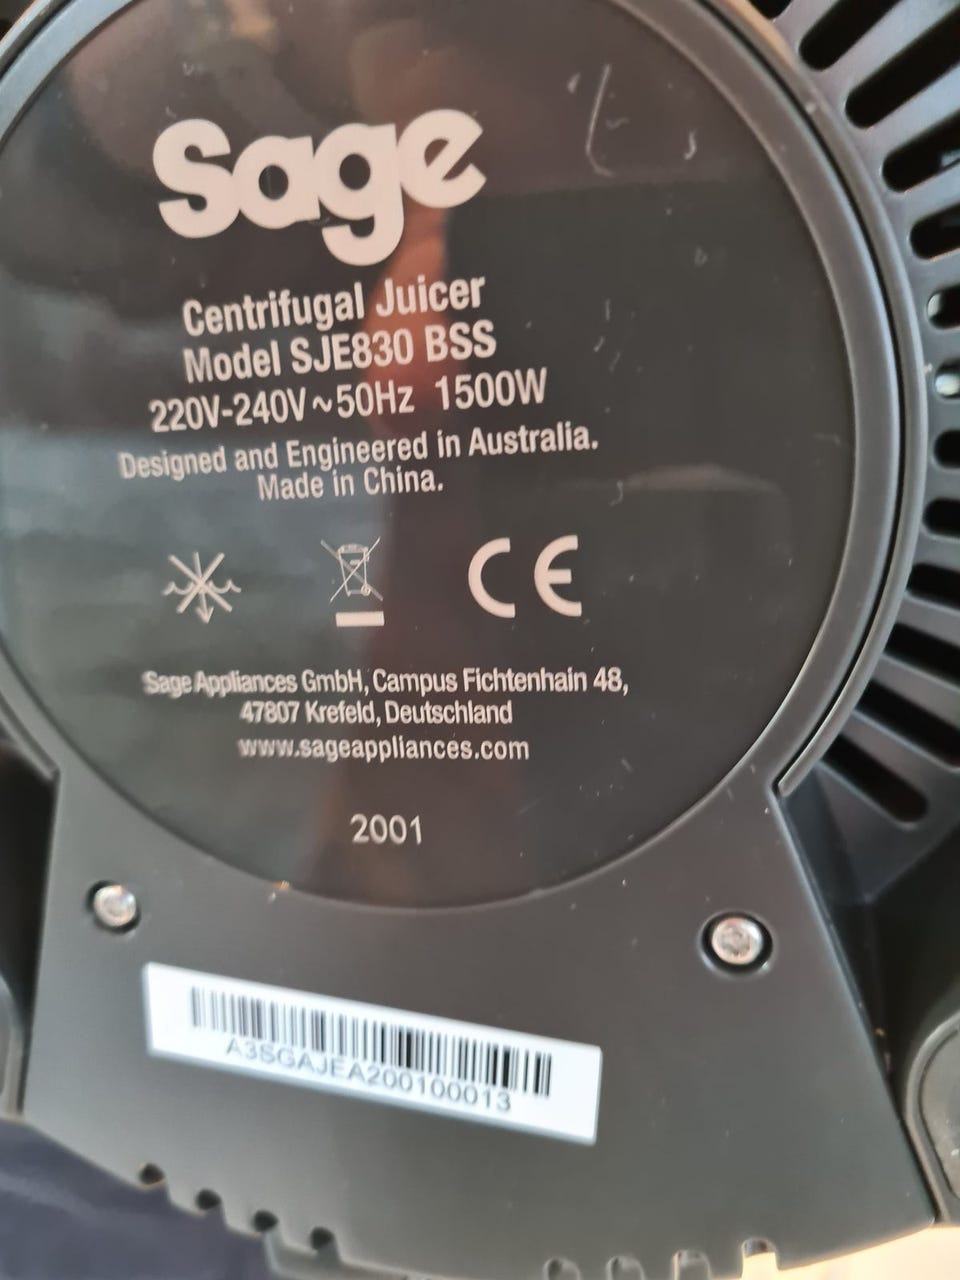 Sage
Centrifugal Juicer
Model SJE830 BSS
220V-240V~50Hz 1500W
Designed and Engineered in Australia.
Made in China.
CE
Sage Appliances GmbH, Campus Fichtenhain 48,
47807 Krefeld, Deutschland
www.sageappliances.com
2001
A3SGAJEA200100013